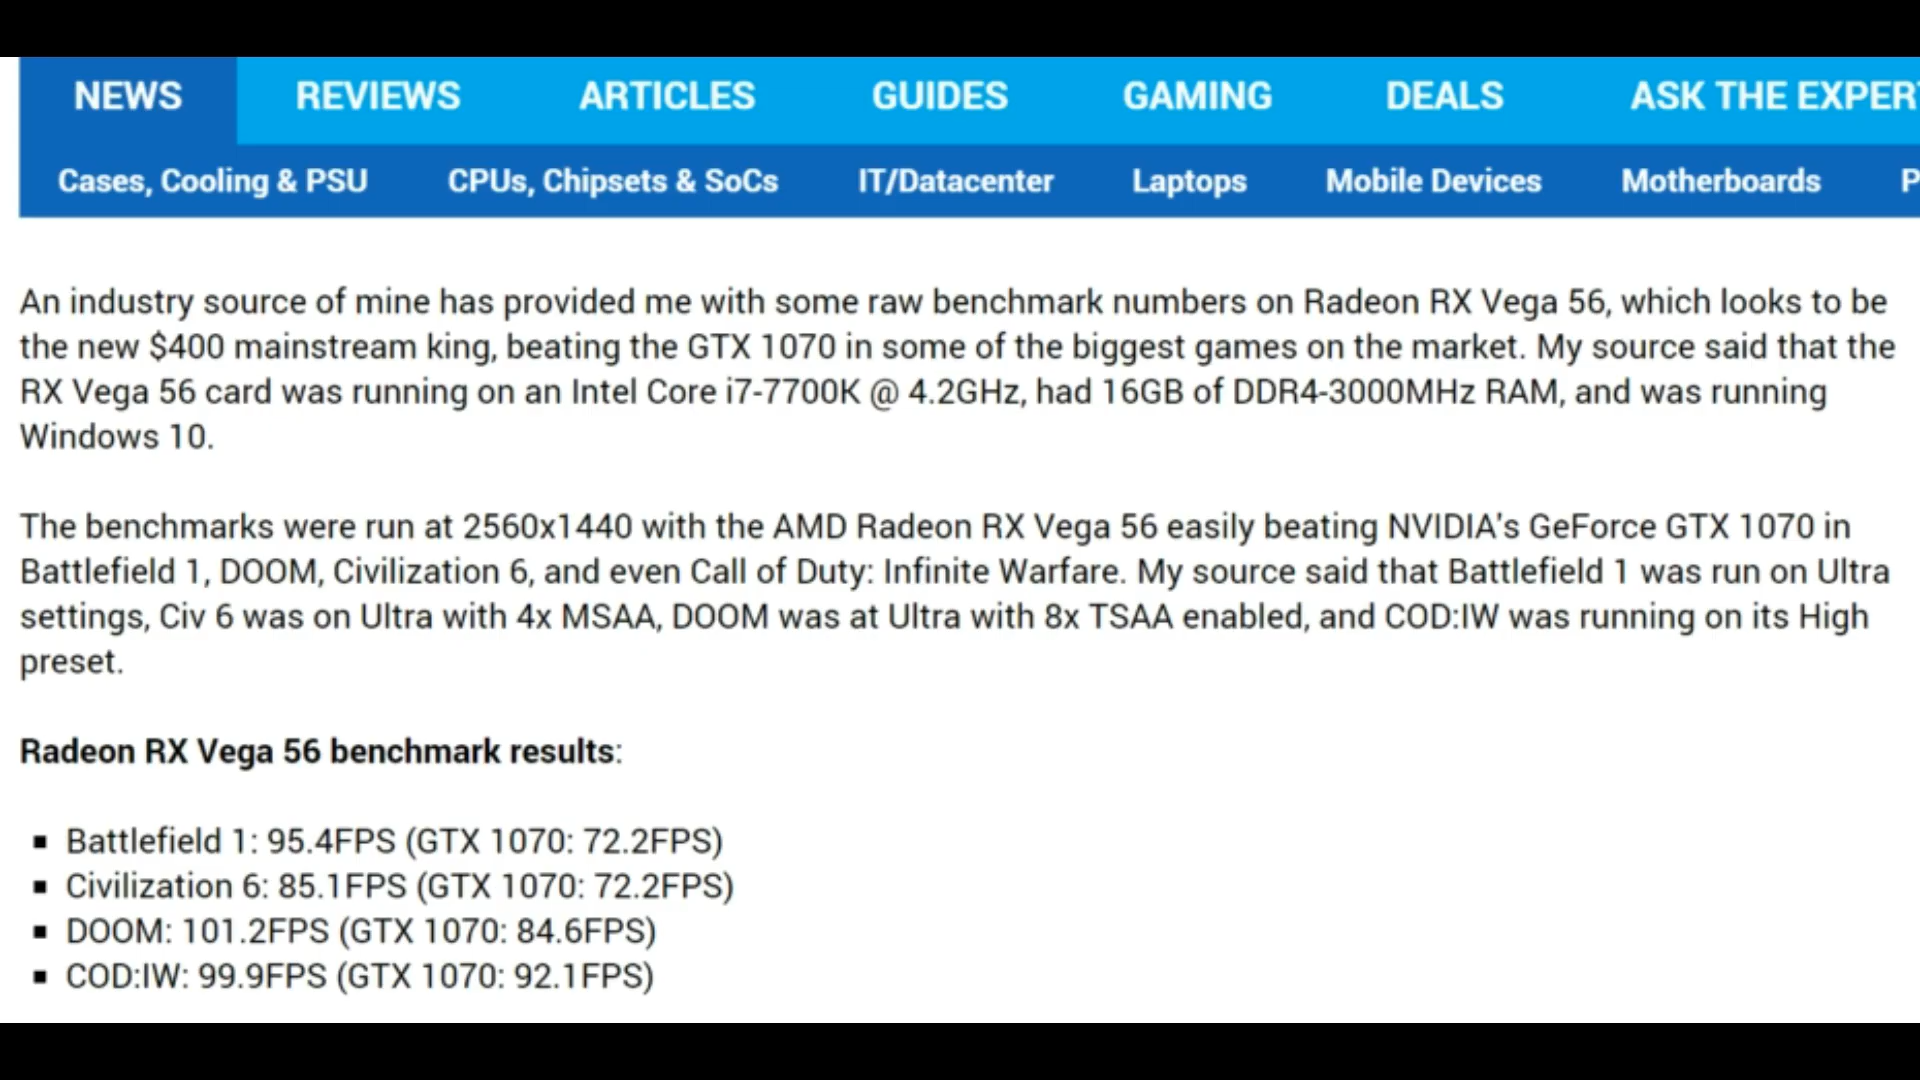 NEWS REVIEWS ARTICLES GUIDES GAMING DEALS ASK THE EXPERT
Cases, Cooling & PSU CPUs, Chipsets & SoCs IT/Datacenter Laptops Mobile Devices Motherboards P
An industry source of mine has provided me with some raw benchmark numbers on Radeon RX Vega 56, which looks to be
the new $400 mainstream king, beating the GTX 1070 in some of the biggest games on the market. My source said that the
RX Vega 56 card was running on an Intel Core i7-7700K @ 4.2GHz, had 16GB of DDR4-3000MHz RAM, and was running
Windows 10.
The benchmarks were run at 2560x1440 with the AMD Radeon RX Vega 56 easily beating NVIDIA's GeForce GTX 1070 in
Battlefield 1, DOOM, Civilization 6, and even Call of Duty: Infinite Warfare. My source said that Battlefield 1 was run on Ultra
settings, Civ 6 was on Ultra with 4x MSAA, DOOM was at Ultra with 8x TSAA enabled, and COD:IW was running on its High
preset.
Radeon RX Vega 56 benchmark results:
▪ Battlefield 1: 95.4FPS (GTX 1070: 72.2FPS)
▪ Civilization 6: 85.1FPS (GTX 1070: 72.2FPS)
▪ DOOM: 101.2FPS (GTX 1070: 84.6FPS)
▪ COD:IW: 99.9FPS (GTX 1070: 92.1FPS)